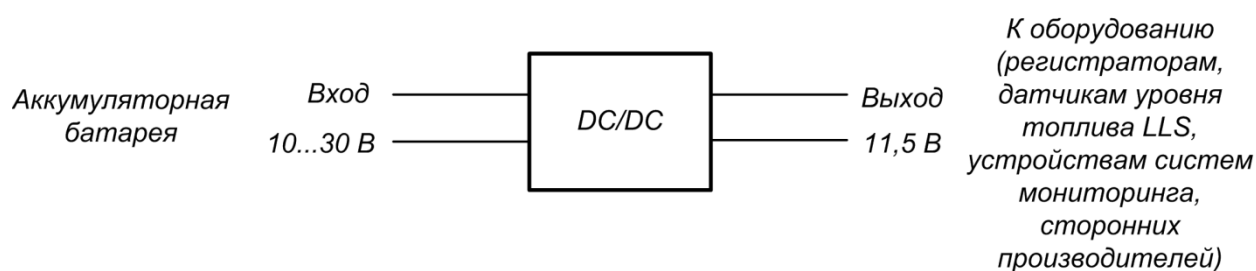 Аккумуляторная
батарея
Вход
10...30 В
DC/DC
Выход
11,5 В
К оборудованию
(регистраторам,
датчикам уровня
топлива LLS,
устройствам систем
мониторинга,
сторонних
производителей)